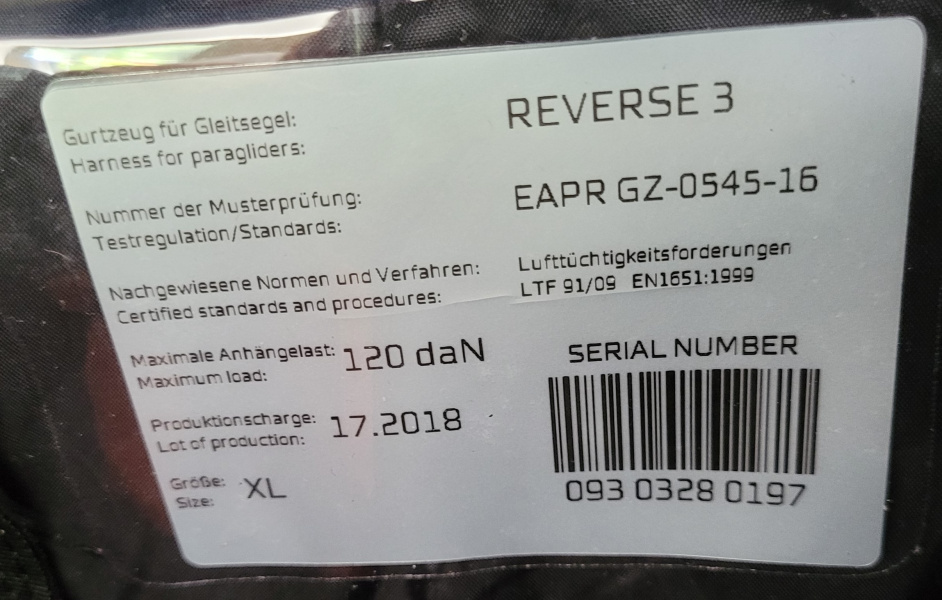 Gurtzeug für Gleitsegel:
Harness for paragliders:
REVERSE 3
Nummer der Musterprüfung:
Testregulation/Standards:
EAPR GZ-0545-16
Nachgewiesene Normen und Verfahren:
Certified standards and procedures:
Lufttüchtigkeitsforderungen
LTF 91/09 EN1651:1999
Maximale Anhängelast:
Maximum load:
120 daN
Produktionscharge:
Lot of production:
17.2018
Größe:
Size:
XL
SERIAL NUMBER
093 0328 0197